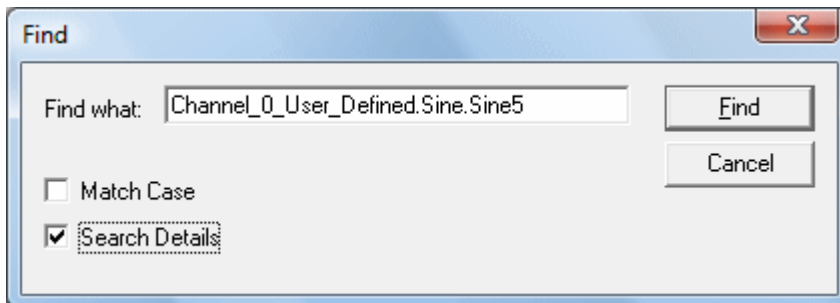 Find
Find what: Channel_0_User_Defined.Sine.Sine5 Find
Cancel
Match Case
Search Details